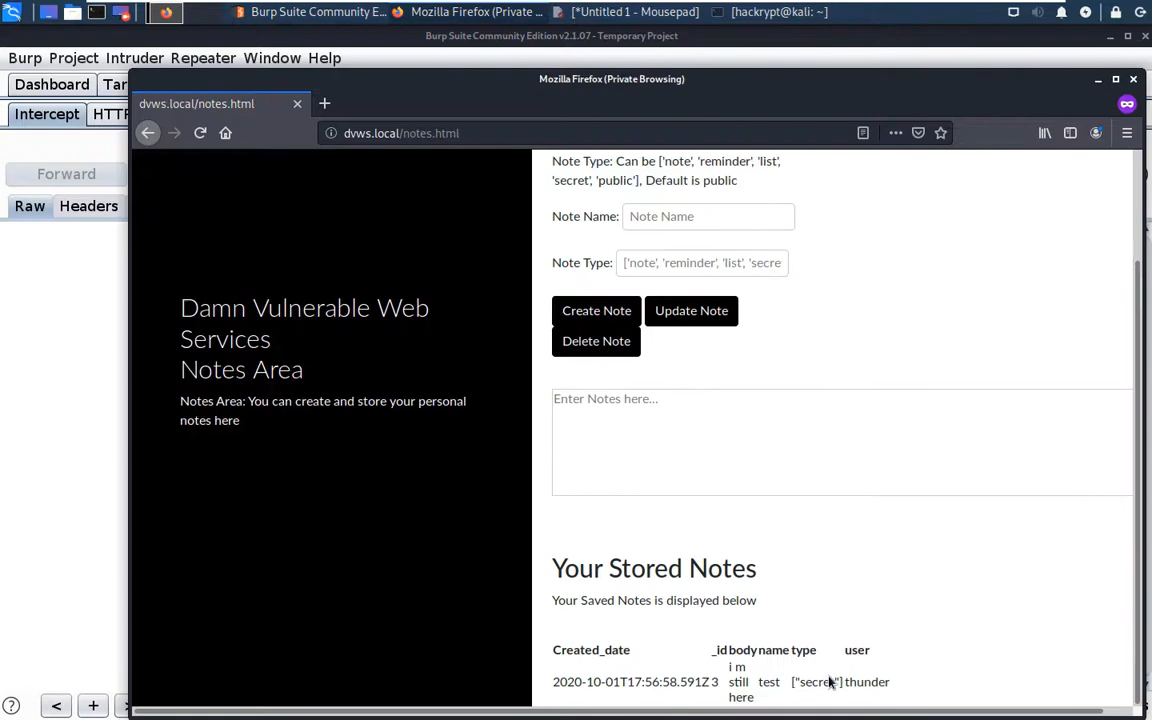 Burp Suite Community E...
Mozilla Firefox (Private ...
[*Untitled 1 - Mousepad]
[hackrypt@kali: ~]
Burp Suite Community Edition v2.1.07 - Temporary Project
Burp Project Intruder Repeater Window Help
Dashboard Tar
Intercept HTTP
Forward
Raw Headers
Mozilla Firefox (Private Browsing)
dvws.local/notes.html
dvws.local/notes.html
Damn Vulnerable Web
Services
Notes Area
Notes Area: You can create and store your personal
notes here
Note Type: Can be ['note', 'reminder', 'list',
'secret', 'public'], Default is public
Note Name: Note Name
Note Type: ['note', 'reminder', 'list', 'secre
Create Note Update Note
Delete Note
Enter Notes here...
Your Stored Notes
Your Saved Notes is displayed below
Created_date _id body name type user
i m
2020-10-01T17:56:58.591Z 3 still test thunder
here